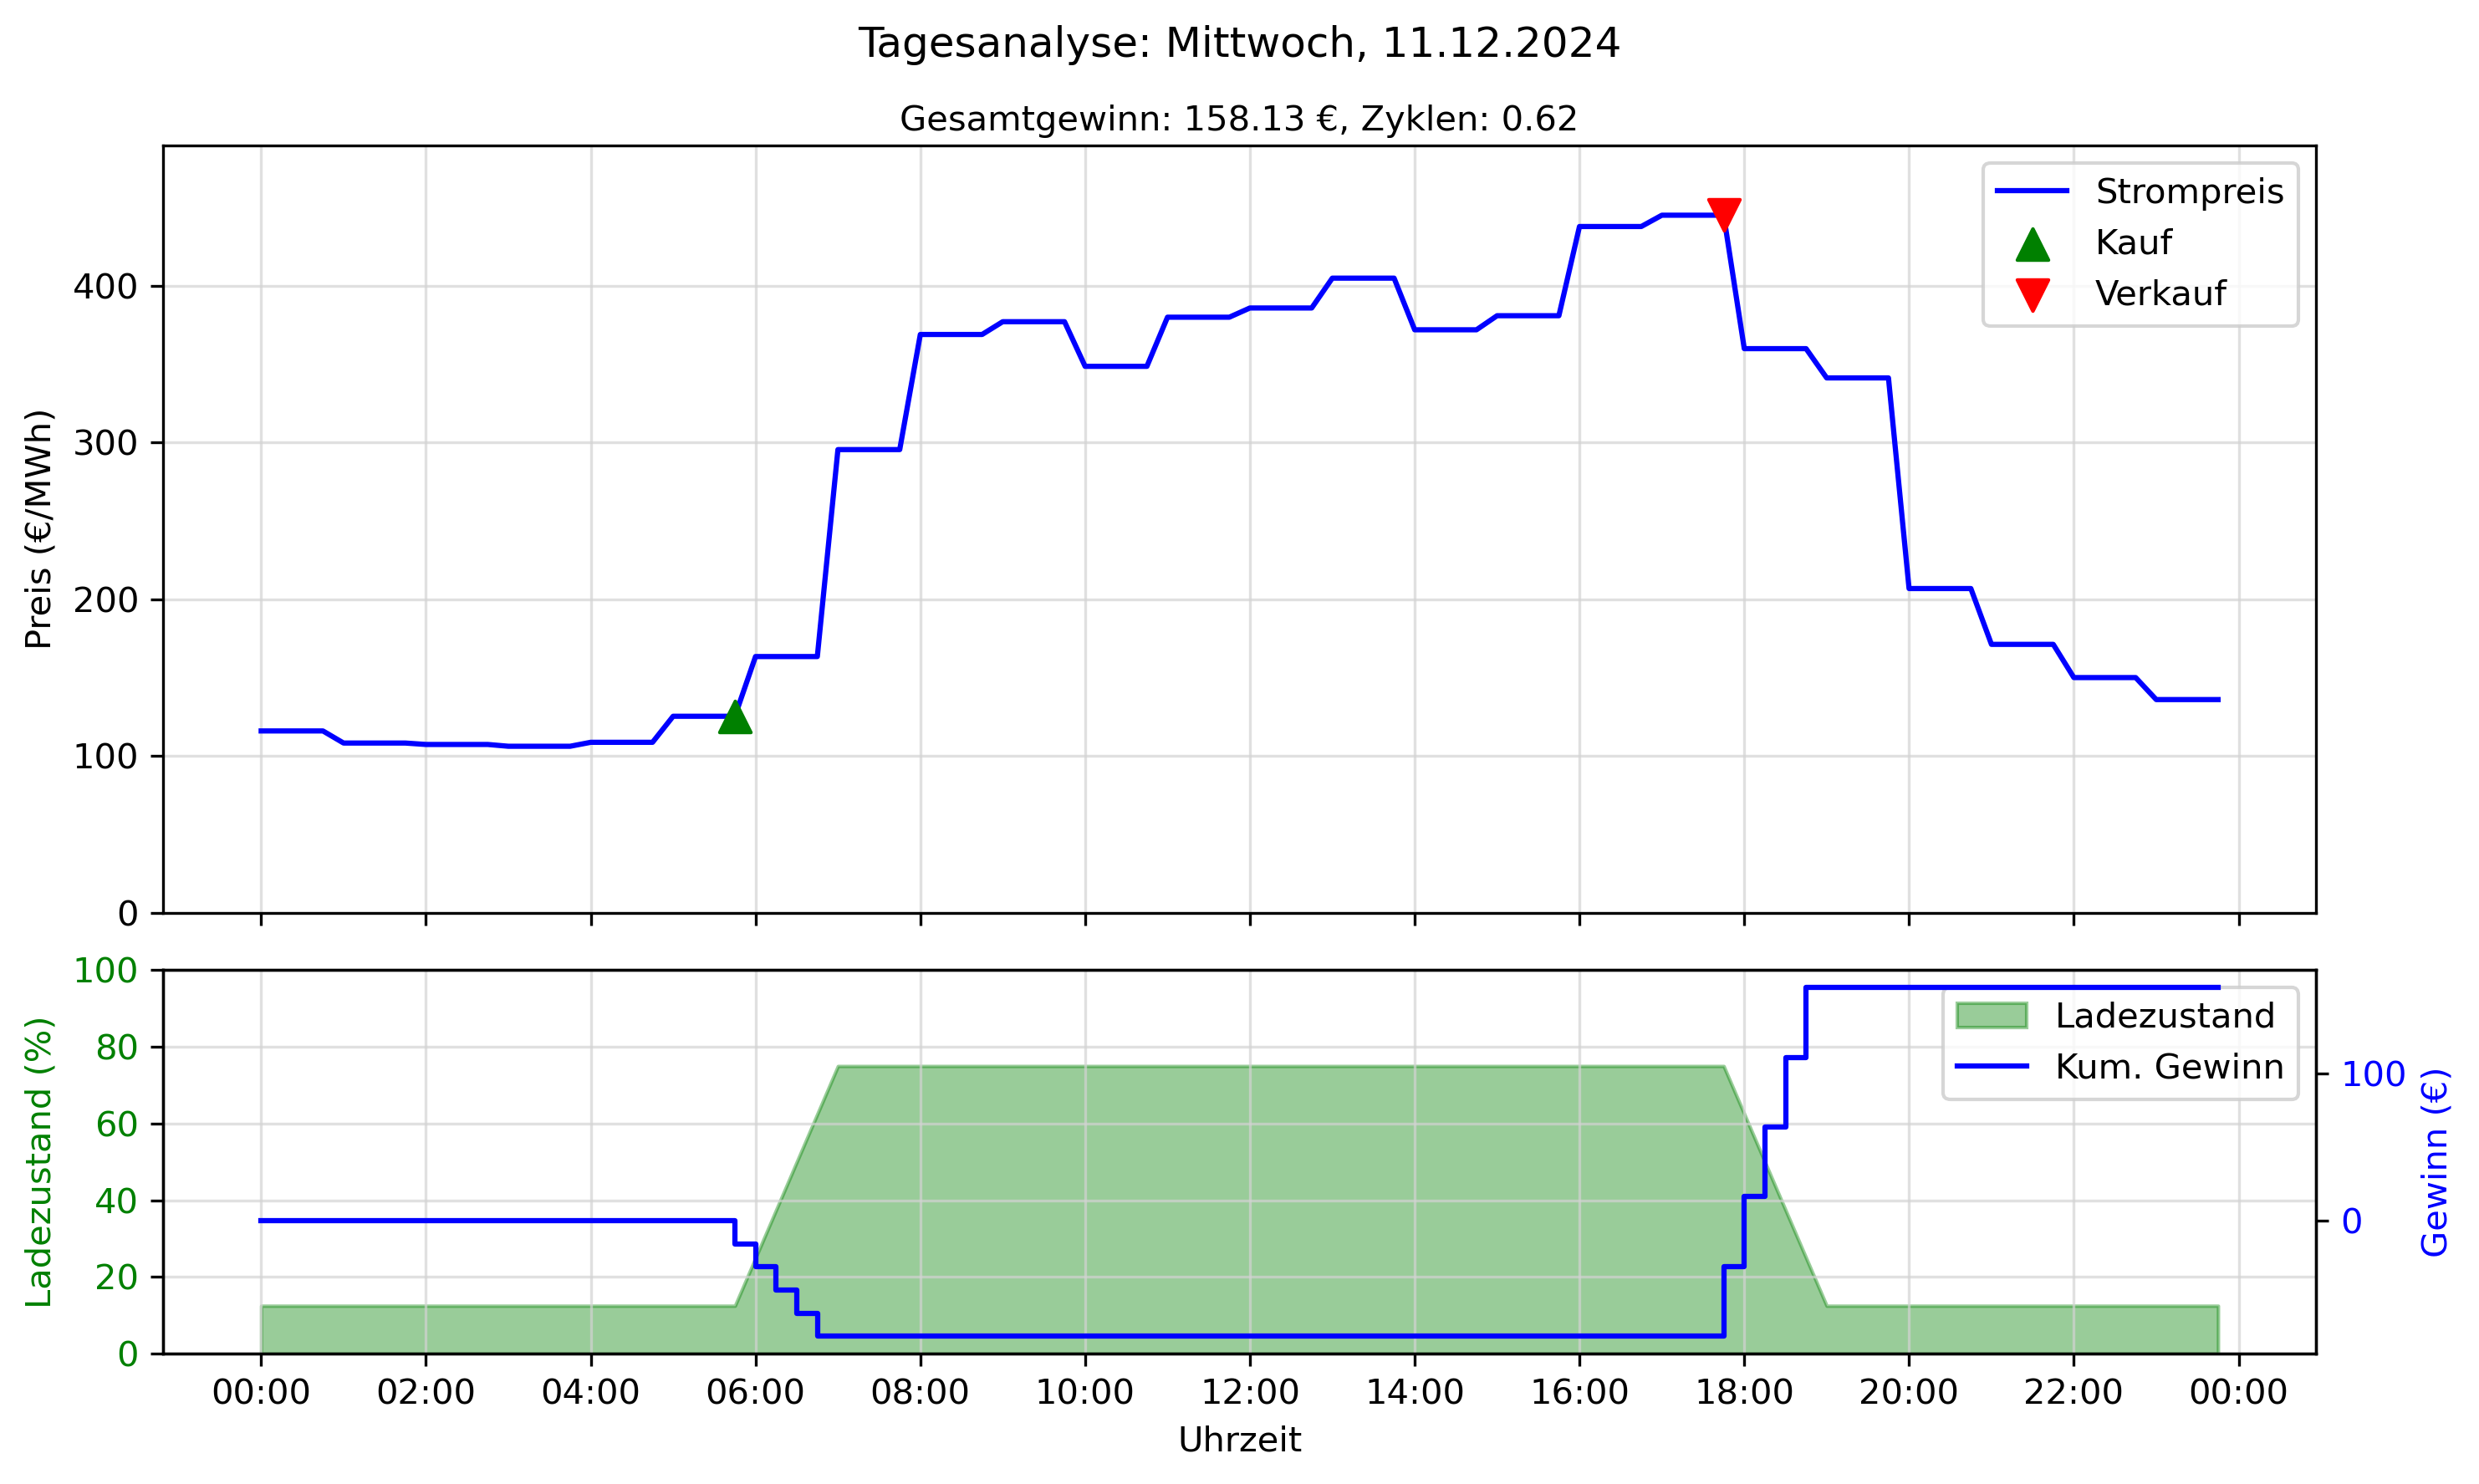 Tagesanalyse: Mittwoch, 11.12.2024
Gesamtgewinn: 158.13 €, Zyklen: 0.62
Preis (€/MWh)
400
300
200
100
0
Strompreis
Kauf
Verkauf
Ladezustand (%)
100
80
60
40
20
0
Ladezustand
Kum. Gewinn
100
0
Gewinn (€)
00:00 02:00 04:00 06:00 08:00 10:00 12:00 14:00 16:00 18:00 20:00 22:00 00:00
Uhrzeit